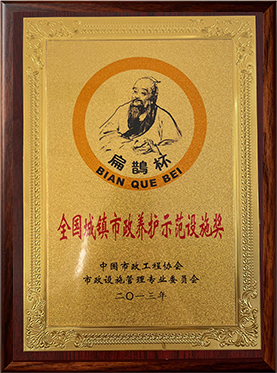 扁鹊杯
BIAN QUE BEI
全国城镇市政养护示范设施奖
中国市政工程协会
市政设施管理专业委员会
二〇一三年